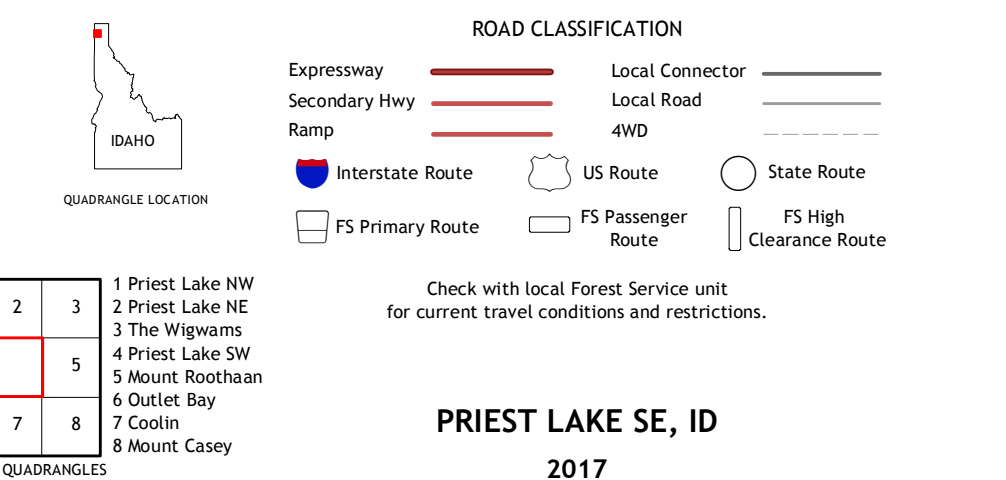 IDAHO
QUADRANGLE LOCATION
ROAD CLASSIFICATION
Expressway
Secondary Hwy
Ramp
Local Connector
Local Road
4WD
Interstate Route
US Route
State Route
FS Primary Route
FS Passenger
Route
FS High
Clearance Route
Check with local Forest Service unit
for current travel conditions and restrictions.
2
3
5
7
8
1 Priest Lake NW
2 Priest Lake NE
3 The Wigwams
4 Priest Lake SW
5 Mount Roothaan
6 Outlet Bay
7 Coolin
8 Mount Casey
QUADRANGLES
PRIEST LAKE SE, ID
2017